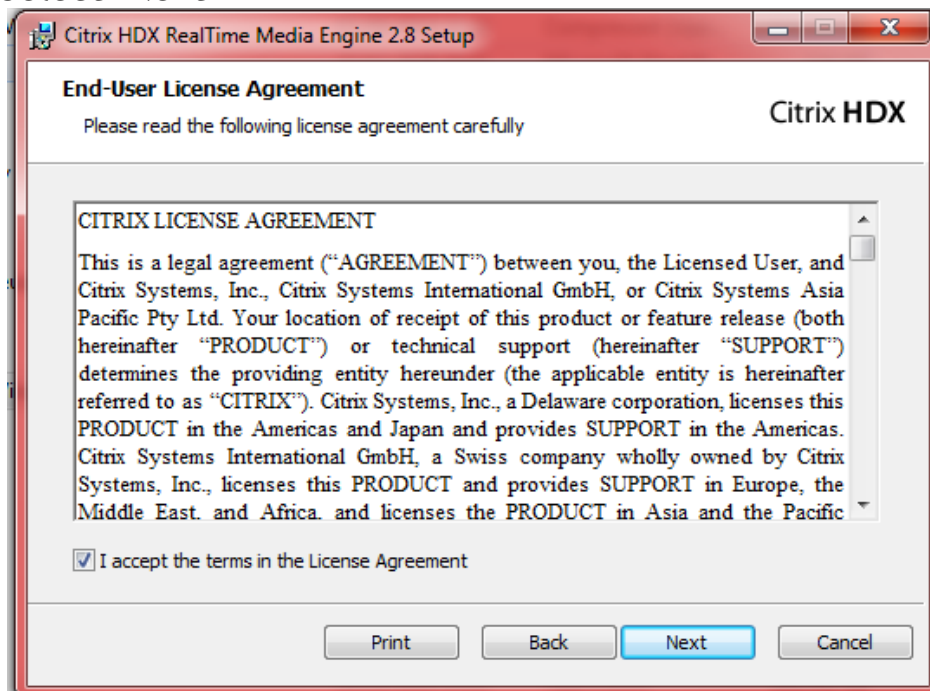 Citrix HDX RealTime Media Engine 2.8 Setup
End-User License Agreement
Please read the following license agreement carefully
Citrix HDX
CITRIX LICENSE AGREEMENT
This is a legal agreement (“AGREEMENT”) between you, the Licensed User, and
Citrix Systems, Inc., Citrix Systems International GmbH, or Citrix Systems Asia
Pacific Pty Ltd. Your location of receipt of this product or feature release (both
hereinafter “PRODUCT”) or technical support (hereinafter “SUPPORT”)
determines the providing entity hereunder (the applicable entity is hereinafter
referred to as “CITRIX”). Citrix Systems, Inc., a Delaware corporation, licenses this
PRODUCT in the Americas and Japan and provides SUPPORT in the Americas.
Citrix Systems International GmbH, a Swiss company wholly owned by Citrix
Systems, Inc., licenses this PRODUCT and provides SUPPORT in Europe, the
Middle East, and Africa, and licenses the PRODUCT in Asia and the Pacific
I accept the terms in the License Agreement
Print Back Next Cancel